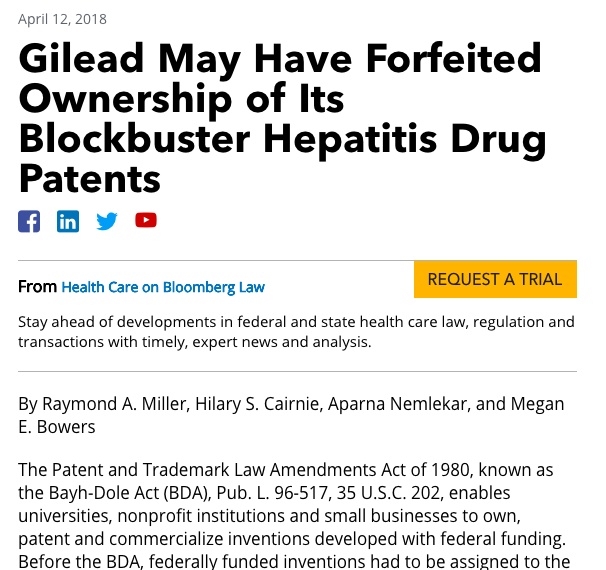 April 12, 2018
Gilead May Have Forfeited
Ownership of Its
Blockbuster Hepatitis Drug
Patents
From Health Care on Bloomberg Law
REQUEST A TRIAL
Stay ahead of developments in federal and state health care law, regulation and
transactions with timely, expert news and analysis.
By Raymond A. Miller, Hilary S. Cairnie, Aparna Nemlekar, and Megan
E. Bowers
The Patent and Trademark Law Amendments Act of 1980, known as
the Bayh-Dole Act (BDA), Pub. L. 96-517, 35 U.S.C. 202, enables
universities, nonprofit institutions and small businesses to own,
patent and commercialize inventions developed with federal funding.
Before the BDA, federally funded inventions had to be assigned to the